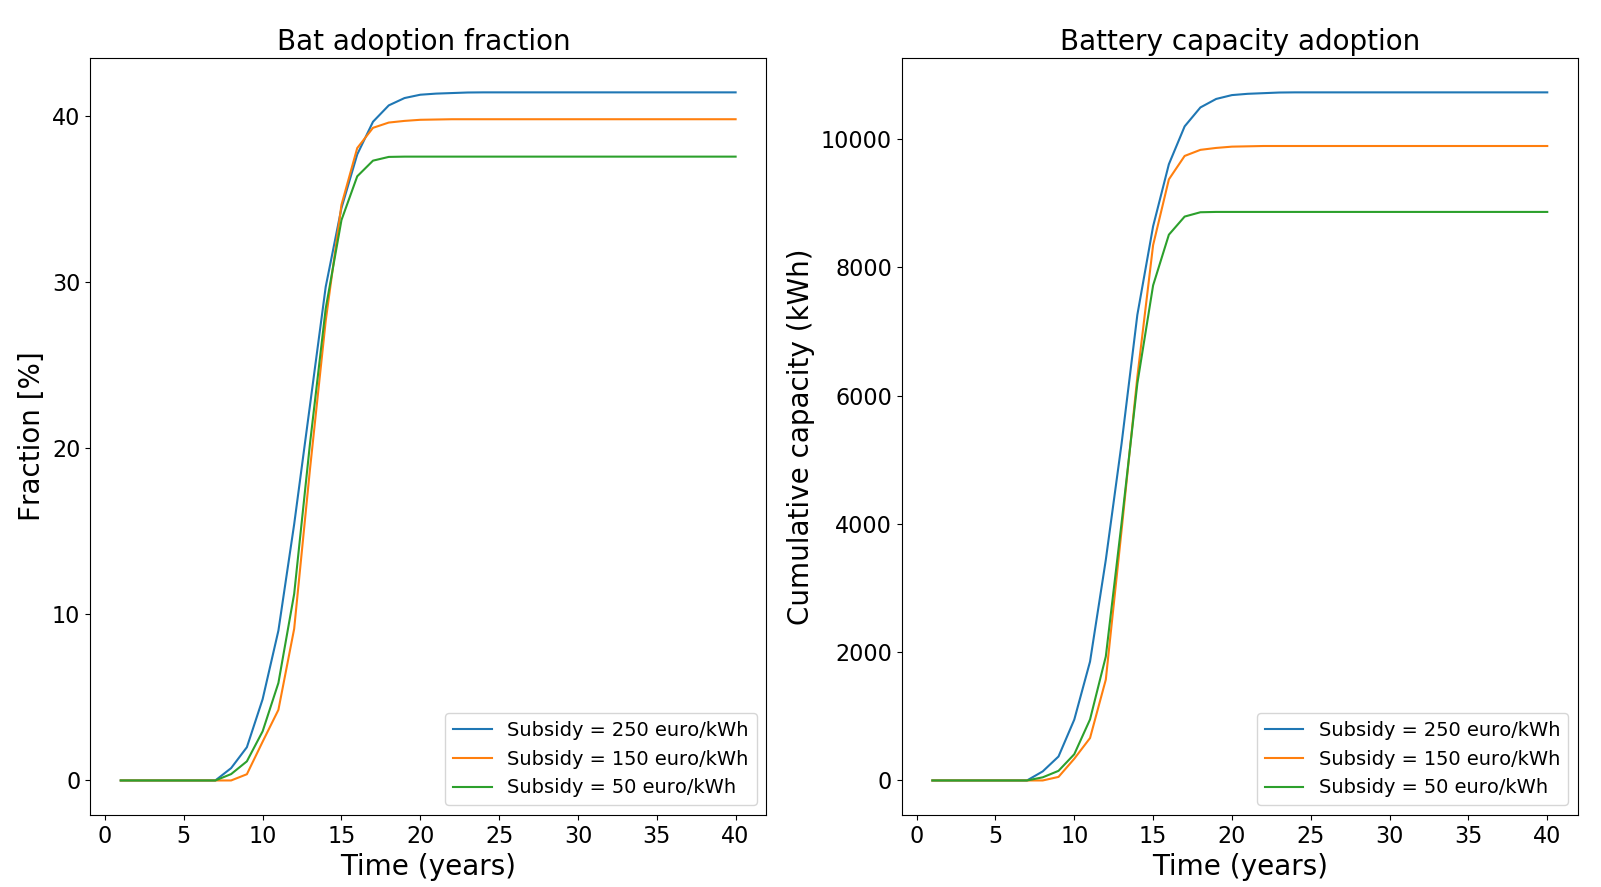 Bat adoption fraction
40
30
20
10
0
Fraction [%]
Subsidy = 250 euro/kWh
Subsidy = 150 euro/kWh
Subsidy = 50 euro/kWh
0 5 10 15 20 25 30 35 40
Time (years)
Battery capacity adoption
10000
8000
6000
4000
2000
0
Cumulative capacity (kWh)
Subsidy = 250 euro/kWh
Subsidy = 150 euro/kWh
Subsidy = 50 euro/kWh
0 5 10 15 20 25 30 35 40
Time (years)